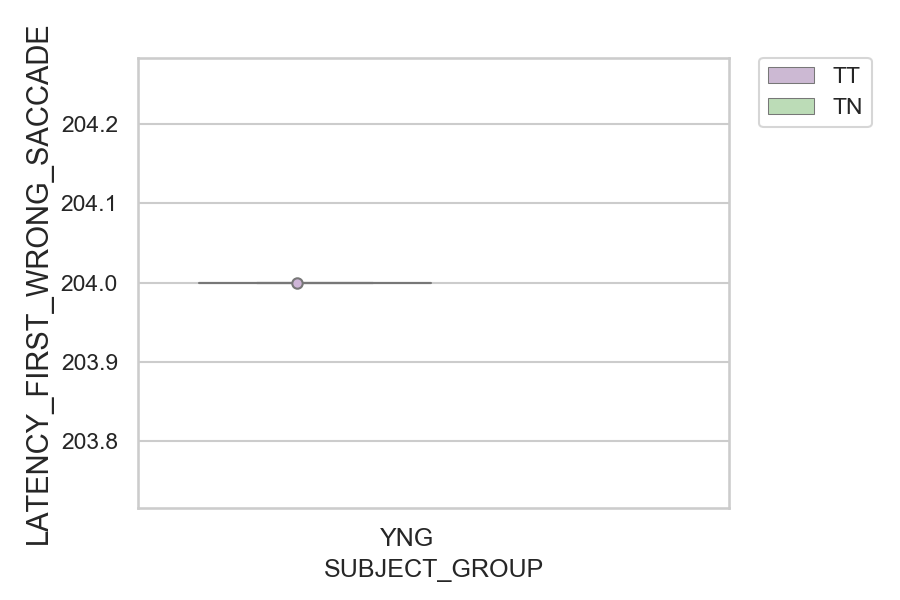 LATENCY_FIRST_WRONG_SACCADE
204.2
204.1
204.0
203.9
203.8
YNG
SUBJECT_GROUP
TT
TN